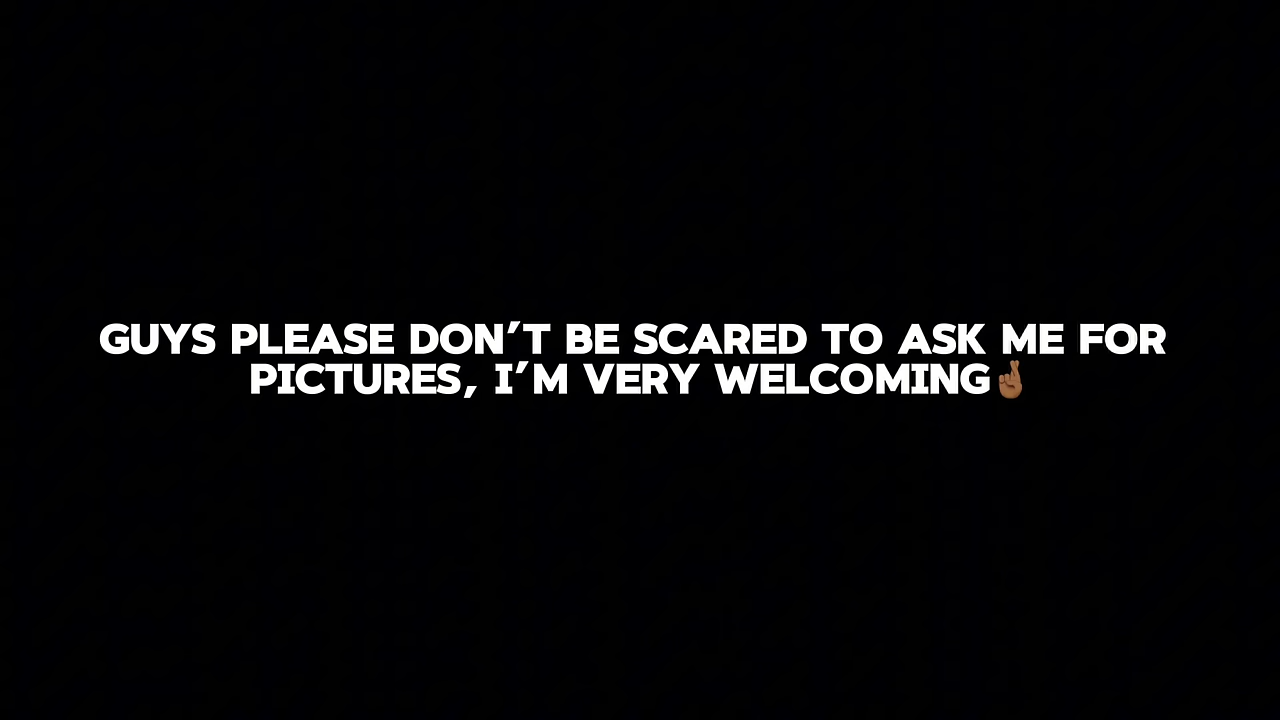 GUYS PLEASE DON'T BE SCARED TO ASK ME FOR
PICTURES, I'M VERY WELCOMING🤞🏾